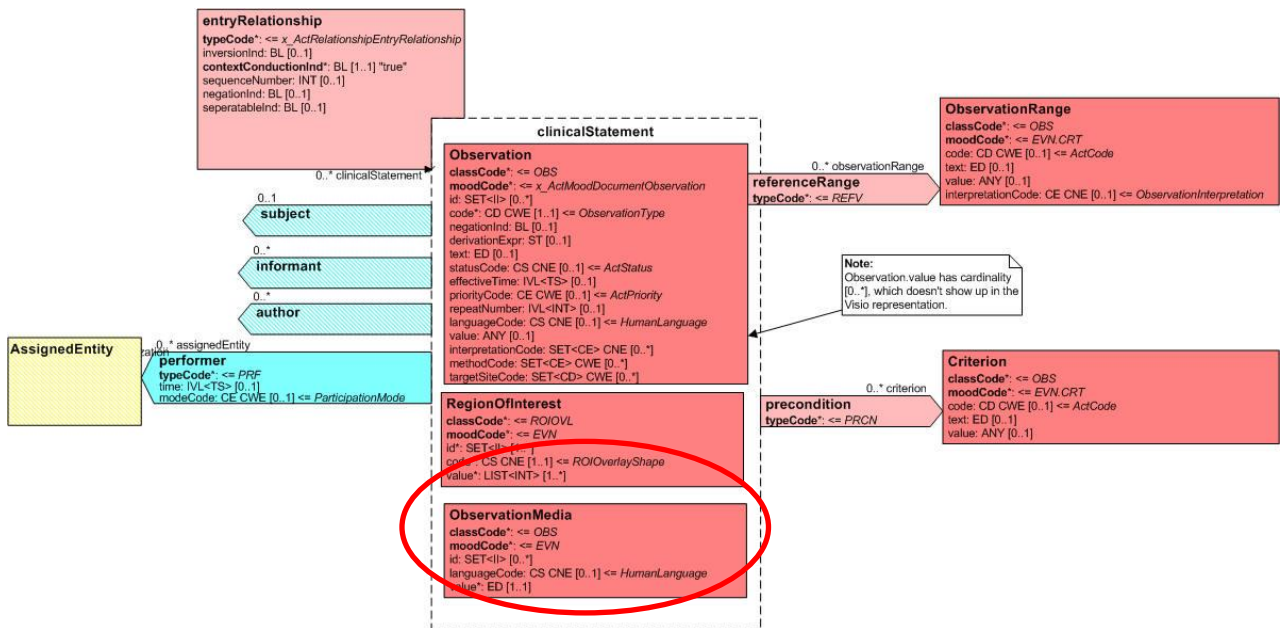 entryRelationship
typeCode*: <= x_ActRelationshipEntryRelationship
inversionInd: BL [0..1]
contextConductionInd*: BL [1..1] "true"
sequenceNumber: INT [0..1]
negationInd: BL [0..1]
seperatableInd: BL [0..1]
0..* clinicalStatement
clinicalStatement
Observation
classCode*: <= OBS
moodCode*: <= x_ActMoodDocumentObservation
id: SET<II> [0..*]
code*: CD CWE [1..1] <= ObservationType
negationInd: BL [0..1]
derivationExpr: ST [0..1]
text: ED [0..1]
statusCode: CS CNE [0..1] <= ActStatus
effectiveTime: IVL<TS> [0..1]
priorityCode: CE CWE [0..1] <= ActPriority
repeatNumber: IVL<INT> [0..1]
languageCode: CS CNE [0..1] <= HumanLanguage
value: ANY [0..1]
interpretationCode: SET<CE> CNE [0..*]
methodCode: SET<CE> CWE [0..*]
targetSiteCode: SET<CD> CWE [0..*]
0..* observationRange
referenceRange
typeCode*: <= REFV
ObservationRange
classCode*: <= OBS
moodCode*: <= EVN.CRT
code: CD CWE [0..1] <= ActCode
text: ED [0..1]
value: ANY [0..1]
interpretationCode: CE CNE [0..1] <= ObservationInterpretation
0..1
subject
0..*
informant
0..*
author
Note:
Observation.value has cardinality
[0..*], which doesn't show up in the
Visio representation.
AssignedEntity
0..* assignedEntity
performer
typeCode*: <= PRF
time: IVL<TS> [0..1]
modeCode: CE CWE [0..1] <= ParticipationMode
RegionOfInterest
classCode*: <= ROIOVL
moodCode*: <= EVN
id*: SET<II> [1..*]
code*: CS CNE [1..1] <= ROIOverlayShape
value*: LIST<INT> [1..*]
0..* criterion
precondition
typeCode*: <= PRCN
Criterion
classCode*: <= OBS
moodCode*: <= EVN.CRT
code: CD CWE [0..1] <= ActCode
text: ED [0..1]
value: ANY [0..1]
ObservationMedia
classCode*: <= OBS
moodCode*: <= EVN
id: SET<II> [0..*]
languageCode: CS CNE [0..1] <= HumanLanguage
value*: ED [1..1]